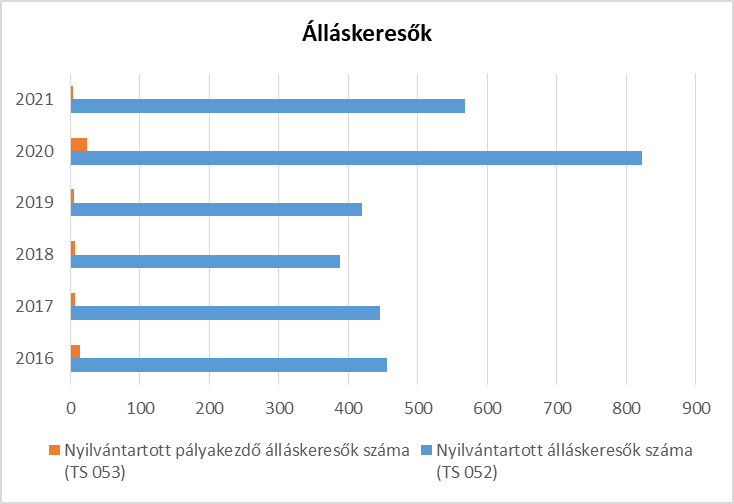 Álláskeresők
2021
2020
2019
2018
2017
2016
0 100 200 300 400 500 600 700 800 900
Nyilvántartott pályakezdő álláskeresők száma
(TS 053)
Nyilvántartott álláskeresők száma
(TS 052)